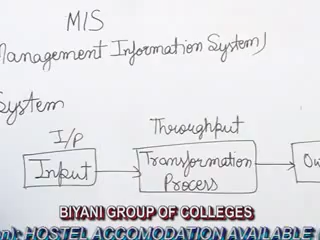 MIS
Management Information System)
System
I/P
Throughput
Input
Transformation
Process
BIYANI GROUP OF COLLEGES
HOSTEL ACCOMODATION AVAILABLE